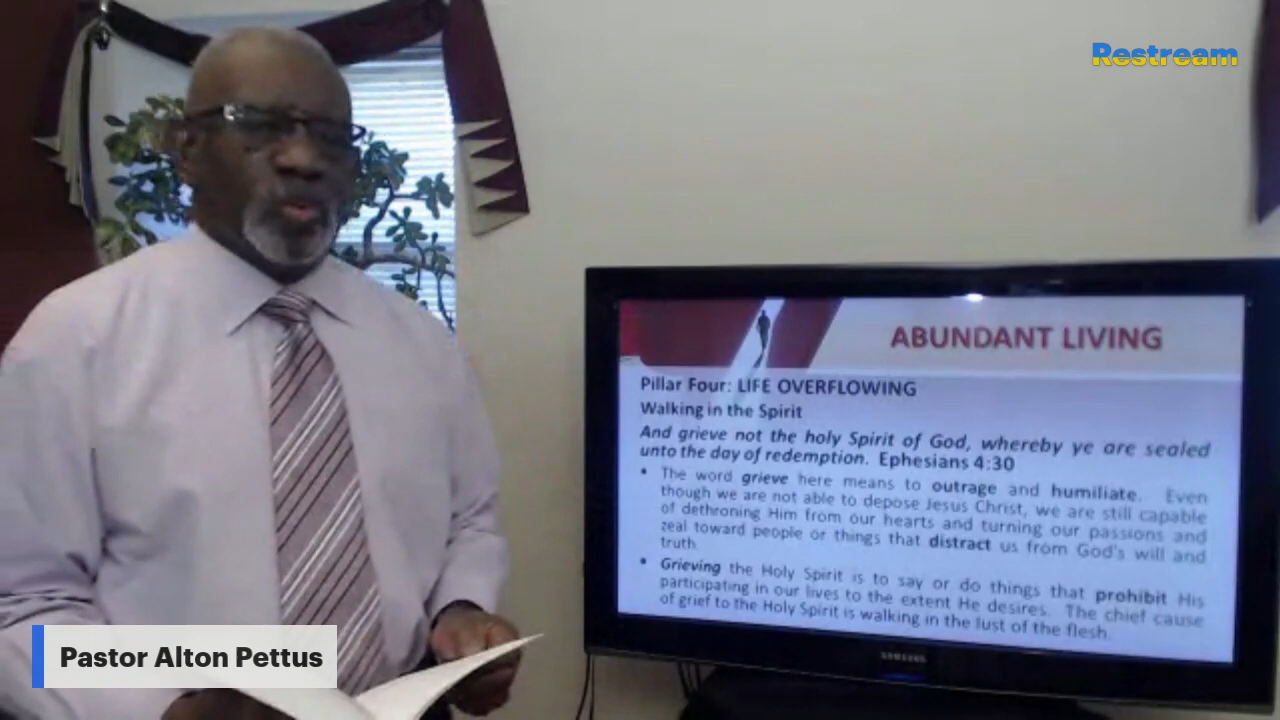 Restream
ABUNDANT LIVING
Pillar Four: LIFE OVERFLOWING
Walking in the Spirit
And grieve not the holy Spirit of God, whereby ye are sealed
unto the day of redemption. Ephesians 4:30
• The word grieve here means to outrage and humiliate. Even
though we are not able to depose Jesus Christ, we are still capable
of dethroning Him from our hearts and turning our passions and
zeal toward people or things that distract us from God's will and
truth.
• Grieving the Holy Spirit is to say or do things that prohibit His
participating in our lives to the extent He desires. The chief cause
of grief to the Holy Spirit is walking in the lust of the flesh.
SAMSUNG
Pastor Alton Pettus